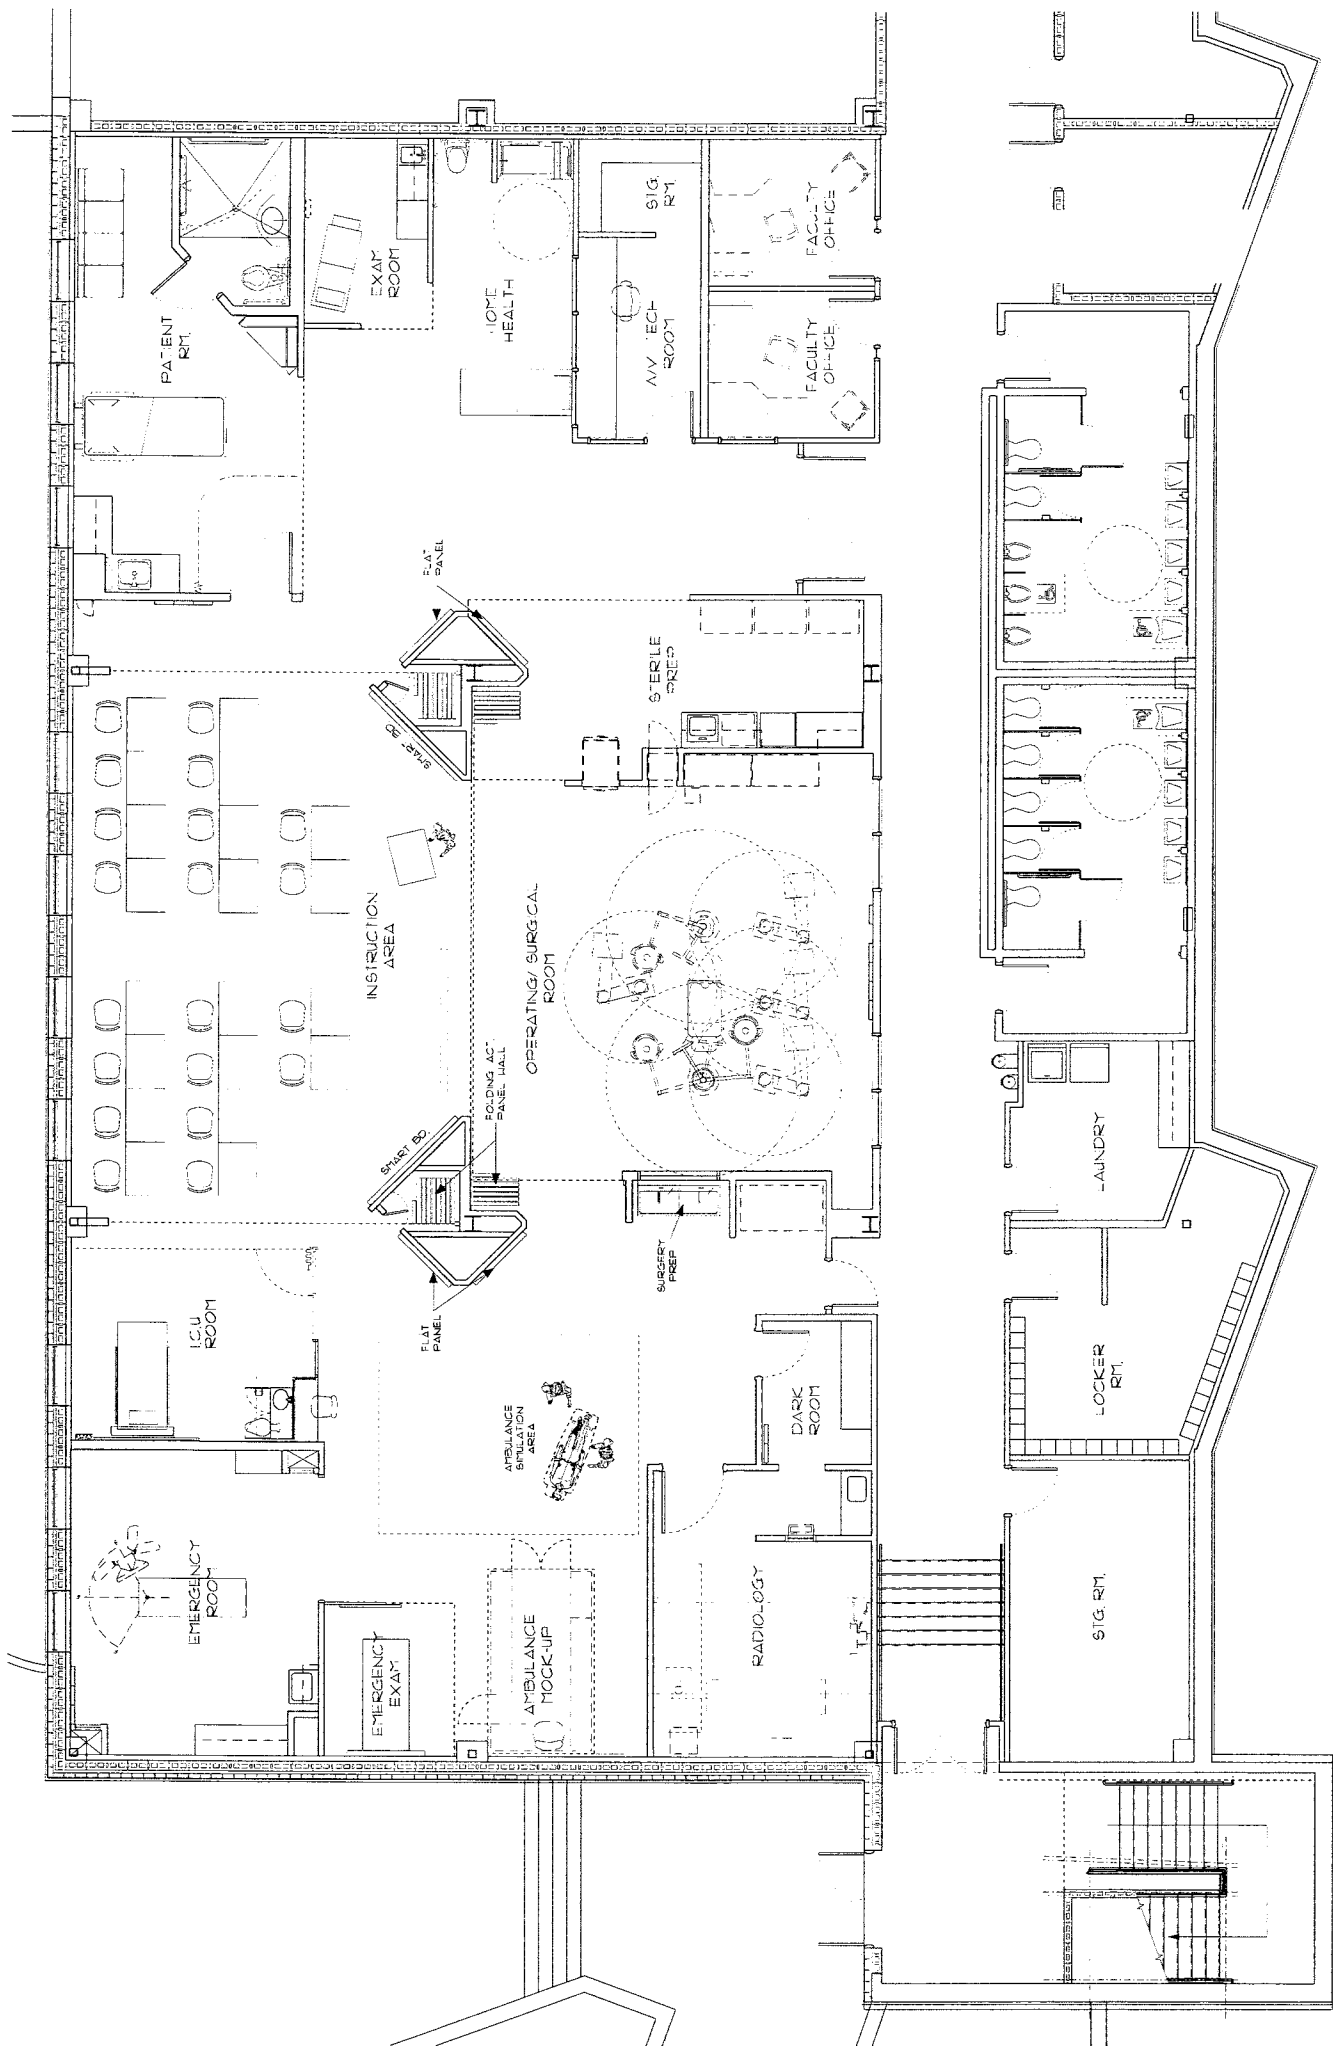 PATIENT
RM.
EXAM
ROOM
HOME
HEALTH
STG.
RM.
A/V TECH
ROOM
FACULTY
OFFICE
FACULTY
OFFICE
FLAT
PANEL
SMART BD.
STERILE
PREP
INSTRUCTION
AREA
OPERATING/ SURGICAL
ROOM
FOLDING ACT
PANEL WALL
SMART BD.
FLAT
PANEL
SURGERY
PREP
I.C.U
ROOM
AMBULANCE
SIMULATION
AREA
DARK
ROOM
EMERGENCY
ROOM
EMERGENCY
EXAM
AMBULANCE
MOCK-UP
RADIOLOGY
LAUNDRY
LOCKER
RM.
STG. RM.